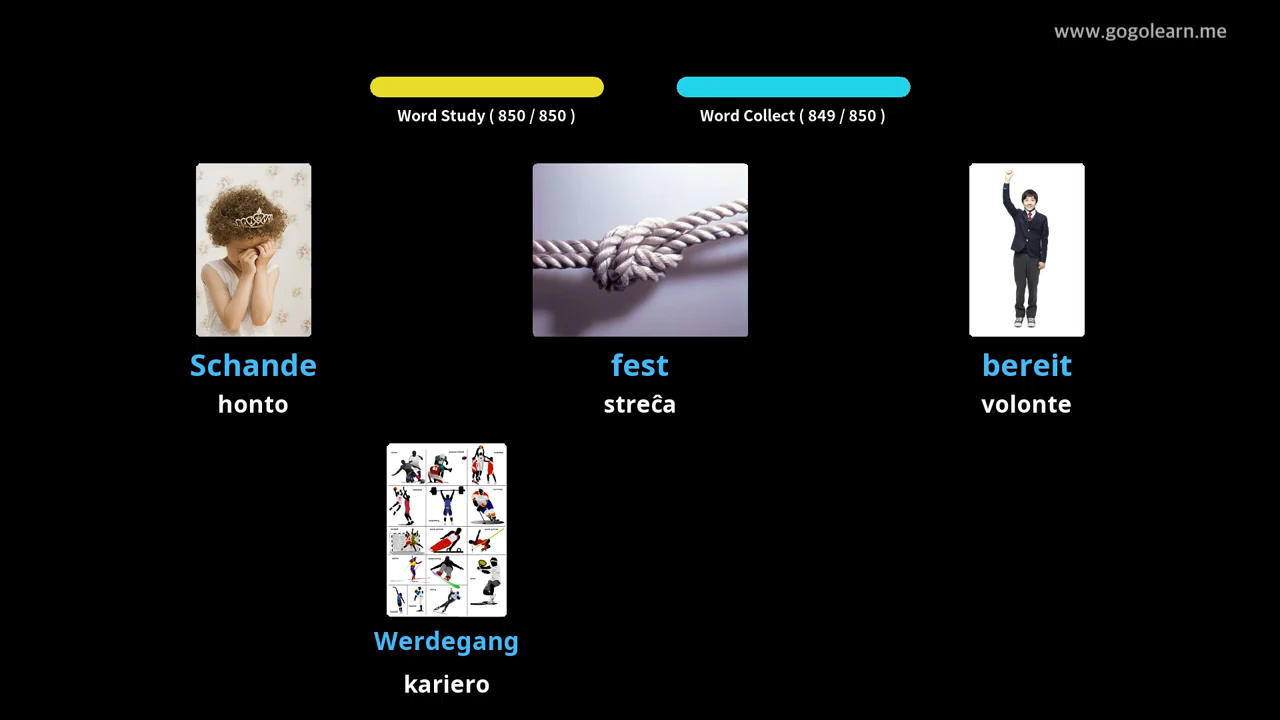 www.gogolearn.me
Word Study ( 850 / 850 )
Word Collect ( 849 / 850 )
Schande
honto
fest
streĉa
bereit
volonte
Werdegang
kariero